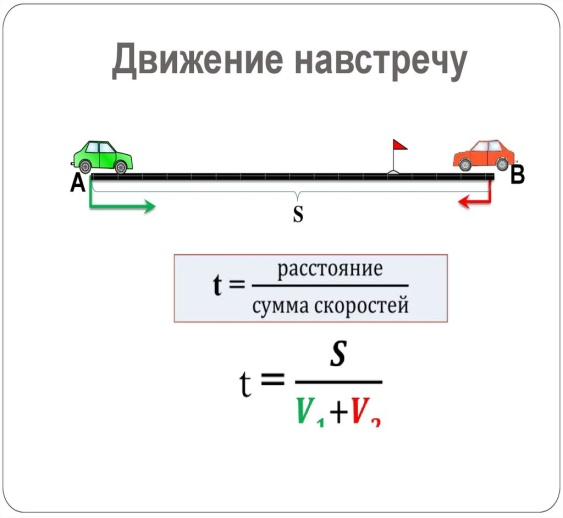 Движение навстречу
А
В
S
t = расстояние
сумма скоростей
t = S
V₁+V₂